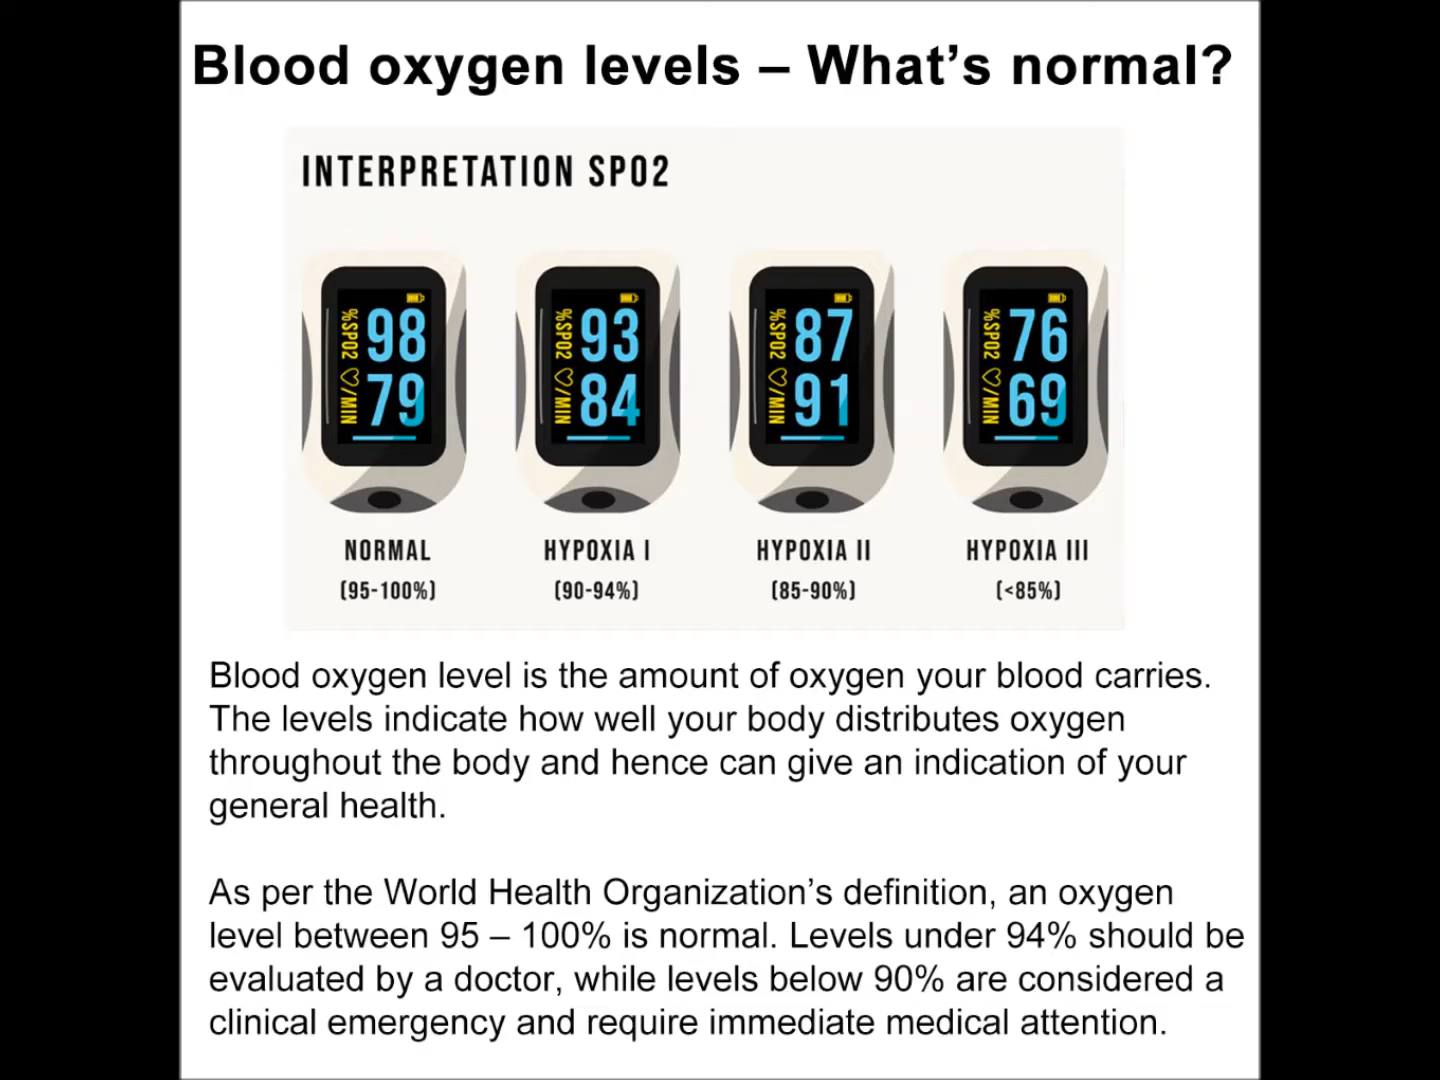 Blood oxygen levels – What’s normal?
INTERPRETATION SPO2
%SPO2 98
♡/MIN 79
%SPO2 93
♡/MIN 84
%SPO2 87
♡/MIN 91
%SPO2 76
♡/MIN 69
NORMAL
(95-100%)
HYPOXIA I
(90-94%)
HYPOXIA II
(85-90%)
HYPOXIA III
(<85%)
Blood oxygen level is the amount of oxygen your blood carries.
The levels indicate how well your body distributes oxygen
throughout the body and hence can give an indication of your
general health.
As per the World Health Organization’s definition, an oxygen
level between 95 – 100% is normal. Levels under 94% should be
evaluated by a doctor, while levels below 90% are considered a
clinical emergency and require immediate medical attention.